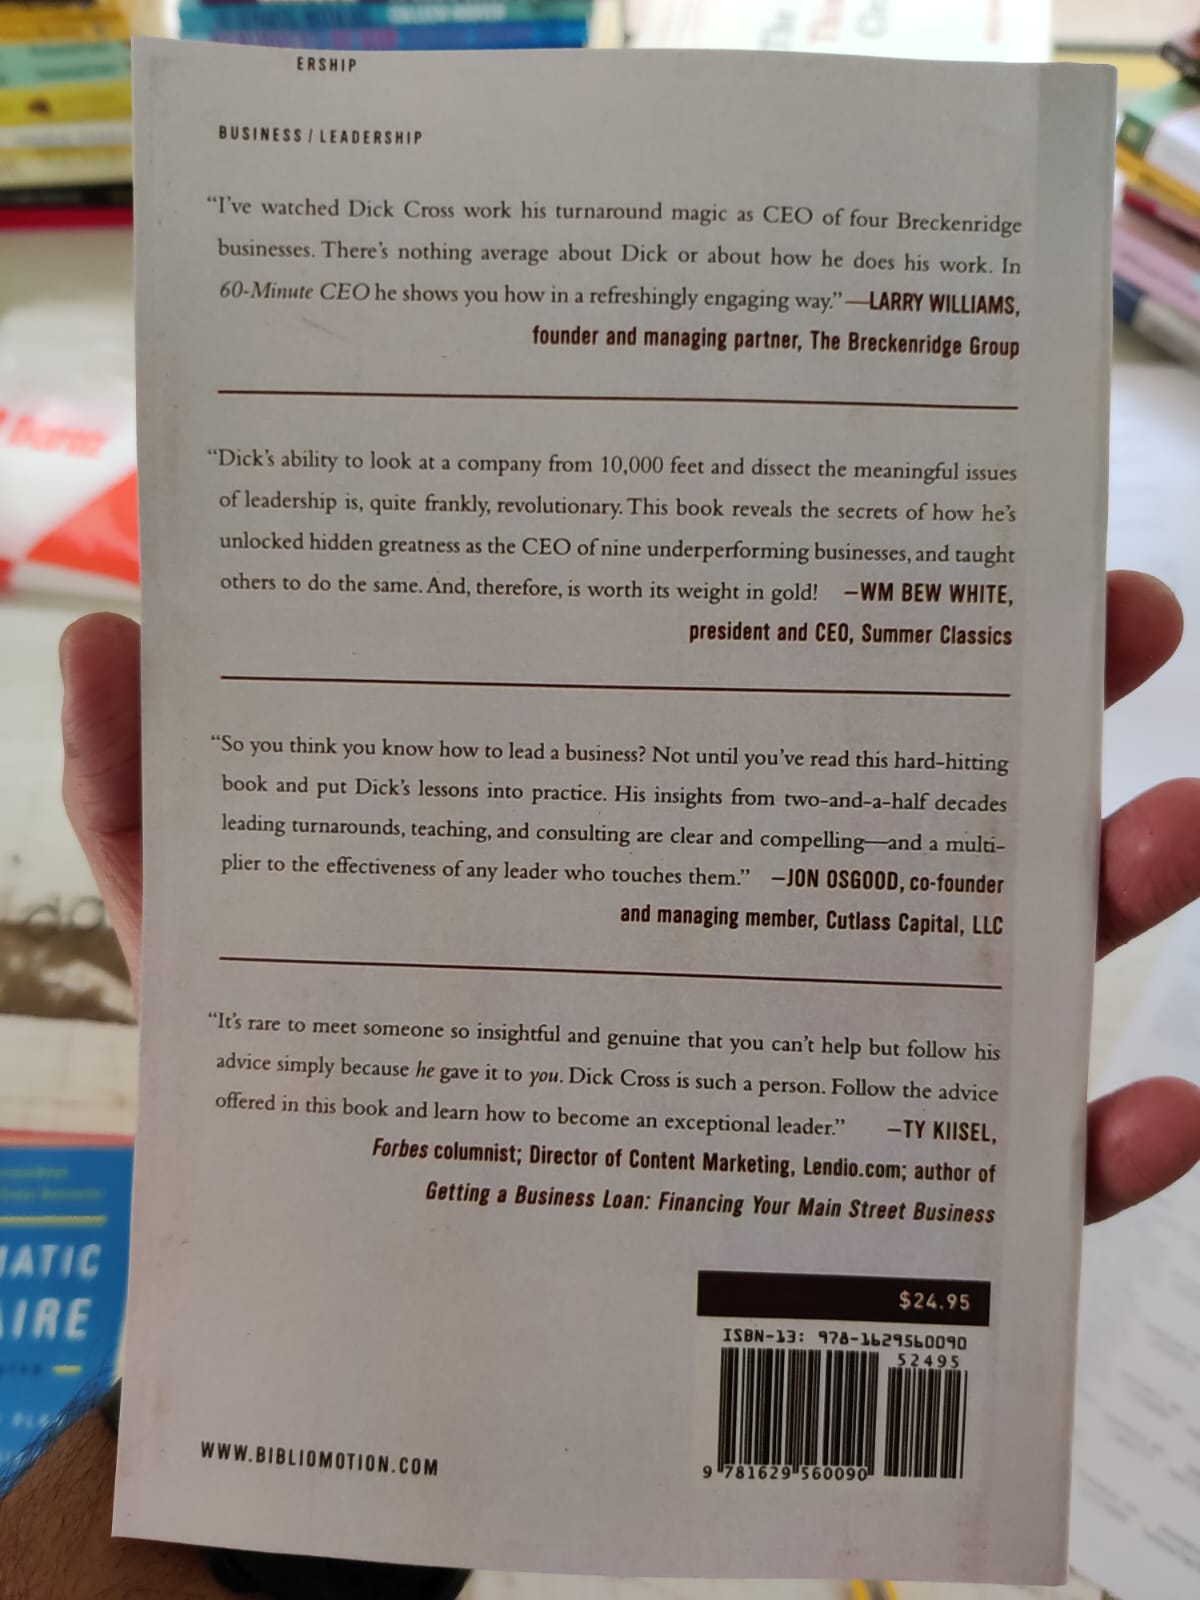 ERSHIP
BUSINESS / LEADERSHIP
“I’ve watched Dick Cross work his turnaround magic as CEO of four Breckenridge
businesses. There’s nothing average about Dick or about how he does his work. In
60-Minute CEO he shows you how in a refreshingly engaging way.”—LARRY WILLIAMS,
founder and managing partner, The Breckenridge Group
“Dick’s ability to look at a company from 10,000 feet and dissect the meaningful issues
of leadership is, quite frankly, revolutionary. This book reveals the secrets of how he’s
unlocked hidden greatness as the CEO of nine underperforming businesses, and taught
others to do the same. And, therefore, is worth its weight in gold! –WM BEW WHITE,
president and CEO, Summer Classics
“So you think you know how to lead a business? Not until you’ve read this hard-hitting
book and put Dick’s lessons into practice. His insights from two-and-a-half decades
leading turnarounds, teaching, and consulting are clear and compelling—and a multi-
plier to the effectiveness of any leader who touches them.” –JON OSGOOD, co-founder
and managing member, Cutlass Capital, LLC
“It’s rare to meet someone so insightful and genuine that you can’t help but follow his
advice simply because he gave it to you. Dick Cross is such a person. Follow the advice
offered in this book and learn how to become an exceptional leader.” –TY KIISEL,
Forbes columnist; Director of Content Marketing, Lendio.com; author of
Getting a Business Loan: Financing Your Main Street Business
$24.95
ISBN-13: 978-1629560090
52495
9 781629 560090
WWW.BIBLIOMOTION.COM
MATIC
AIRE
The